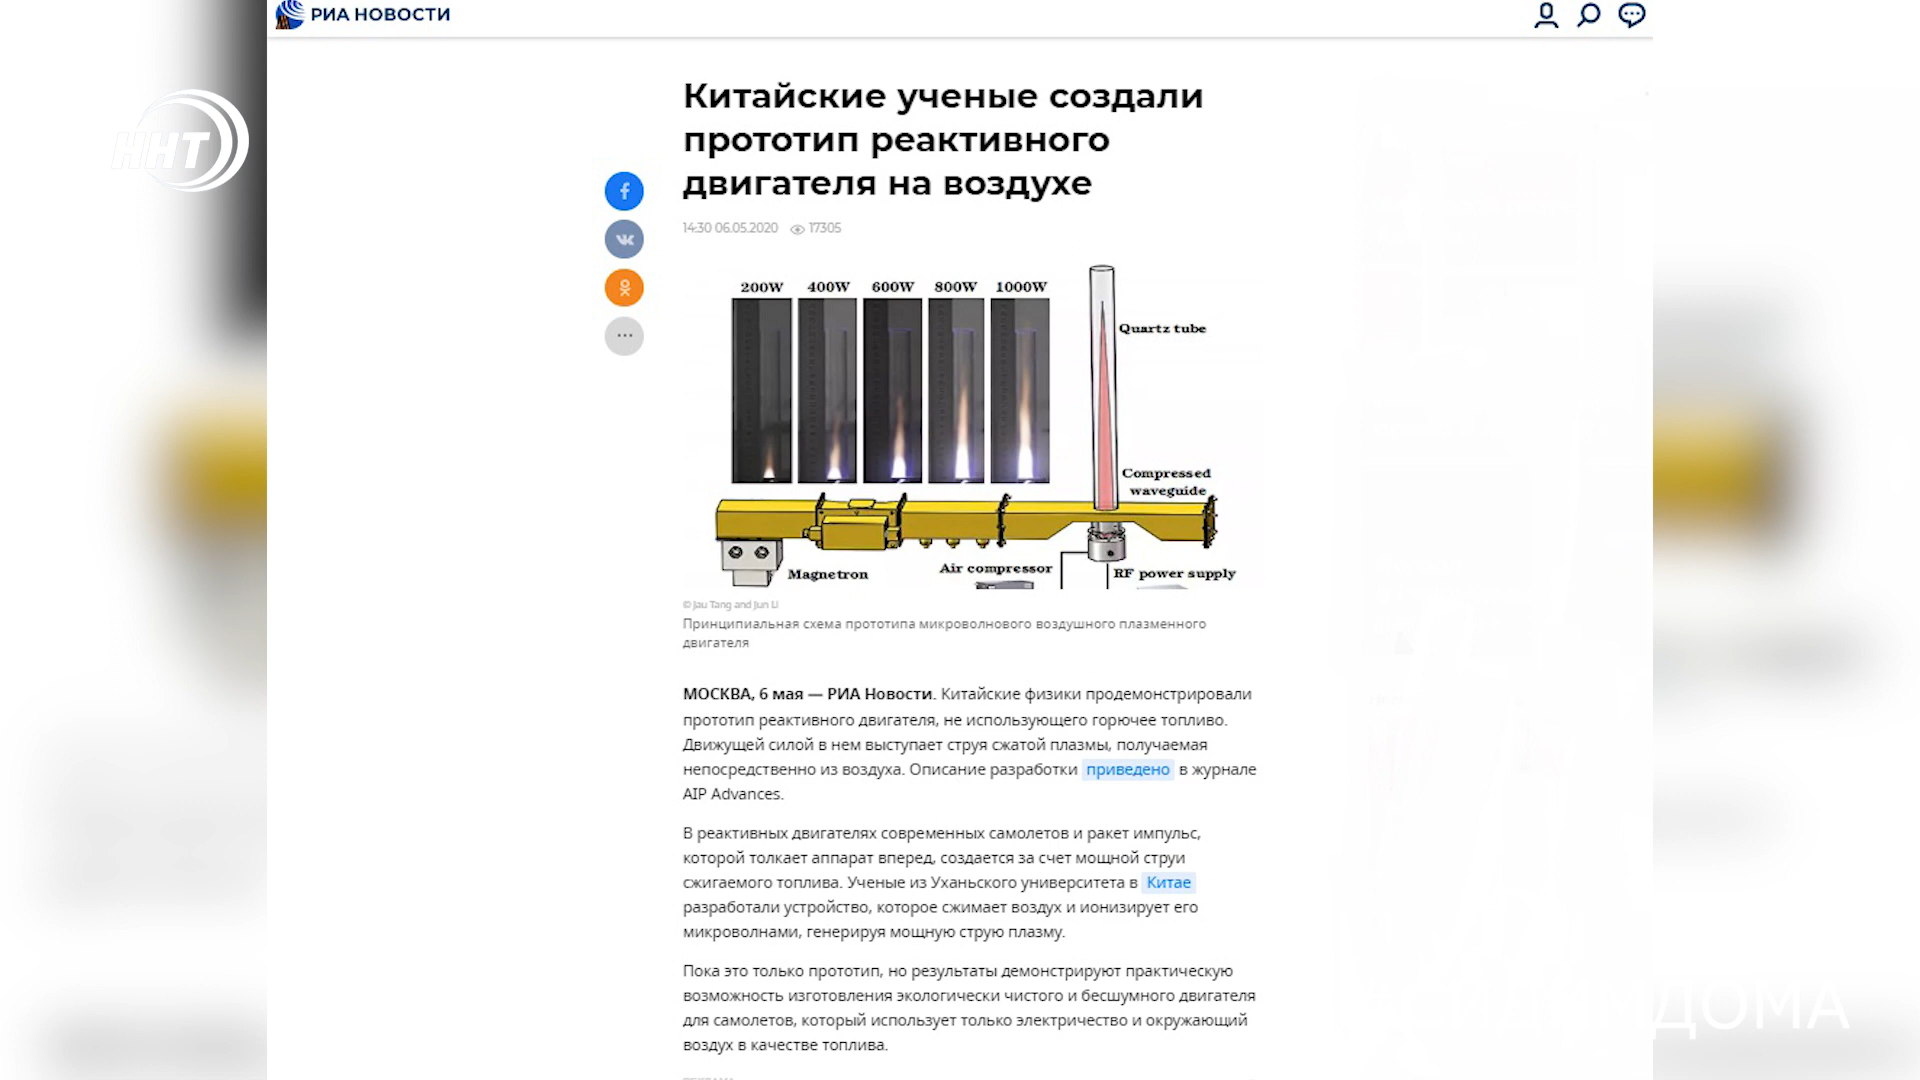 РИА НОВОСТИ
ННТ
Китайские ученые создали
прототип реактивного
двигателя на воздухе
14:30 06.05.2020 17305
200W 400W 600W 800W 1000W
Quartz tube
Compressed
waveguide
Magnetron
Air compressor
RF power supply
© Jau Tang and Jun Li
Принципиальная схема прототипа микроволнового воздушного плазменного
двигателя
МОСКВА, 6 мая — РИА Новости. Китайские физики продемонстрировали
прототип реактивного двигателя, не использующего горючее топливо.
Движущей силой в нем выступает струя сжатой плазмы, получаемая
непосредственно из воздуха. Описание разработки приведено в журнале
AIP Advances.
В реактивных двигателях современных самолетов и ракет импульс,
которой толкает аппарат вперед, создается за счет мощной струи
сжигаемого топлива. Ученые из Уханьского университета в Китае
разработали устройство, которое сжимает воздух и ионизирует его
микроволнами, генерируя мощную струю плазму.
Пока это только прототип, но результаты демонстрируют практическую
возможность изготовления экологически чистого и бесшумного двигателя
для самолетов, который использует только электричество и окружающий
воздух в качестве топлива.